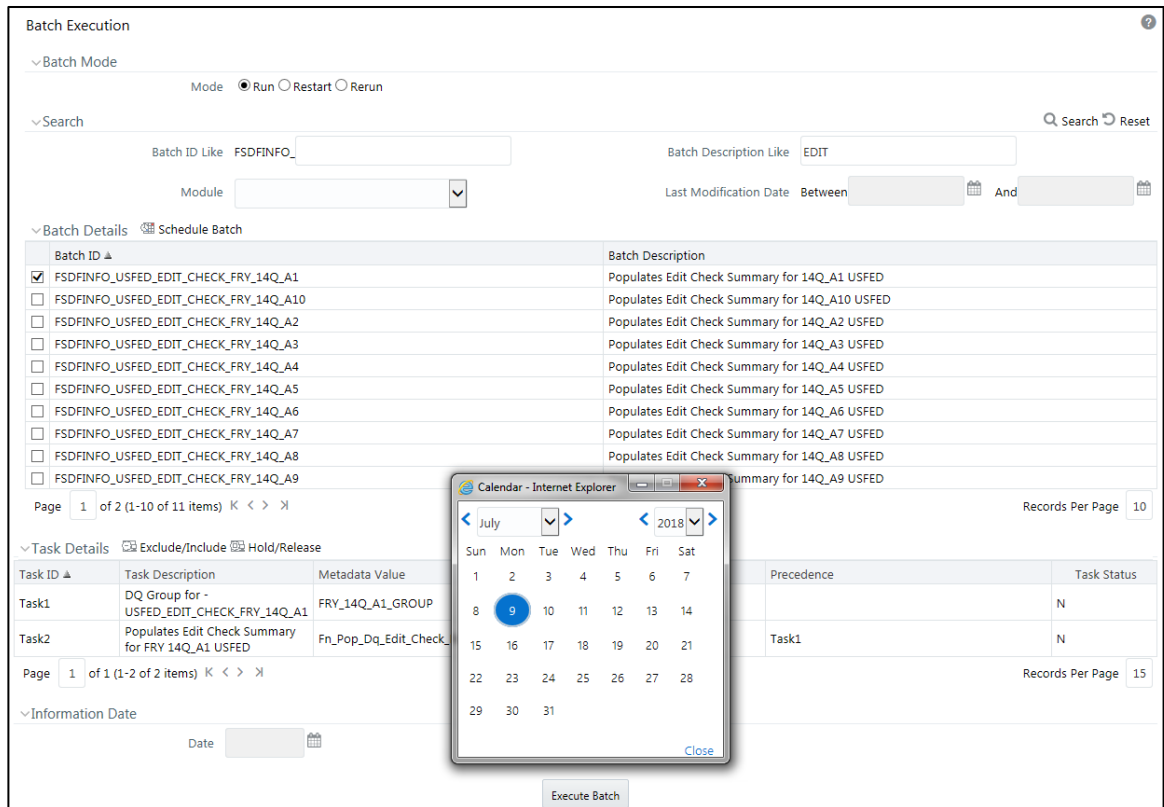 Batch Execution
Batch Mode
Mode Run Restart Rerun
Search Search Reset
Batch ID Like FSDFINFO_ Batch Description Like EDIT
Module Last Modification Date Between And
Batch Details Schedule Batch
Batch ID Batch Description
FSDFINFO_USFED_EDIT_CHECK_FRY_14Q_A1 Populates Edit Check Summary for 14Q_A1 USFED
FSDFINFO_USFED_EDIT_CHECK_FRY_14Q_A10 Populates Edit Check Summary for 14Q_A10 USFED
FSDFINFO_USFED_EDIT_CHECK_FRY_14Q_A2 Populates Edit Check Summary for 14Q_A2 USFED
FSDFINFO_USFED_EDIT_CHECK_FRY_14Q_A3 Populates Edit Check Summary for 14Q_A3 USFED
FSDFINFO_USFED_EDIT_CHECK_FRY_14Q_A4 Populates Edit Check Summary for 14Q_A4 USFED
FSDFINFO_USFED_EDIT_CHECK_FRY_14Q_A5 Populates Edit Check Summary for 14Q_A5 USFED
FSDFINFO_USFED_EDIT_CHECK_FRY_14Q_A6 Populates Edit Check Summary for 14Q_A6 USFED
FSDFINFO_USFED_EDIT_CHECK_FRY_14Q_A7 Populates Edit Check Summary for 14Q_A7 USFED
FSDFINFO_USFED_EDIT_CHECK_FRY_14Q_A8 Populates Edit Check Summary for 14Q_A8 USFED
FSDFINFO_USFED_EDIT_CHECK_FRY_14Q_A9 Summary for 14Q_A9 USFED
Page 1 of 2 (1-10 of 11 items) Records Per Page 10
Task Details Exclude/Include Hold/Release
Task ID Task Description Metadata Value Precedence Task Status
Task1 DQ Group for -
USFED_EDIT_CHECK_FRY_14Q_A1 FRY_14Q_A1_GROUP N
Task2 Populates Edit Check Summary
for FRY 14Q_A1 USFED Fn_Pop_Dq_Edit_Check_ Task1 N
Page 1 of 1 (1-2 of 2 items) Records Per Page 15
Information Date
Date
Execute Batch
Calendar - Internet Explorer
July 2018
Sun Mon Tue Wed Thu Fri Sat
1 2 3 4 5 6 7
8 9 10 11 12 13 14
15 16 17 18 19 20 21
22 23 24 25 26 27 28
29 30 31
Close